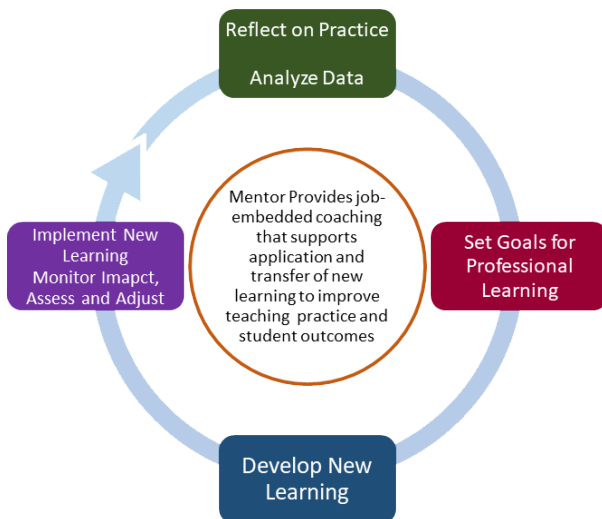 Reflect on Practice
Analyze Data
Mentor Provides job-
embedded coaching
that supports
application and
transfer of new
learning to improve
teaching practice and
student outcomes
Set Goals for
Professional
Learning
Develop New
Learning
Implement New
Learning
Monitor Imapct,
Assess and Adjust